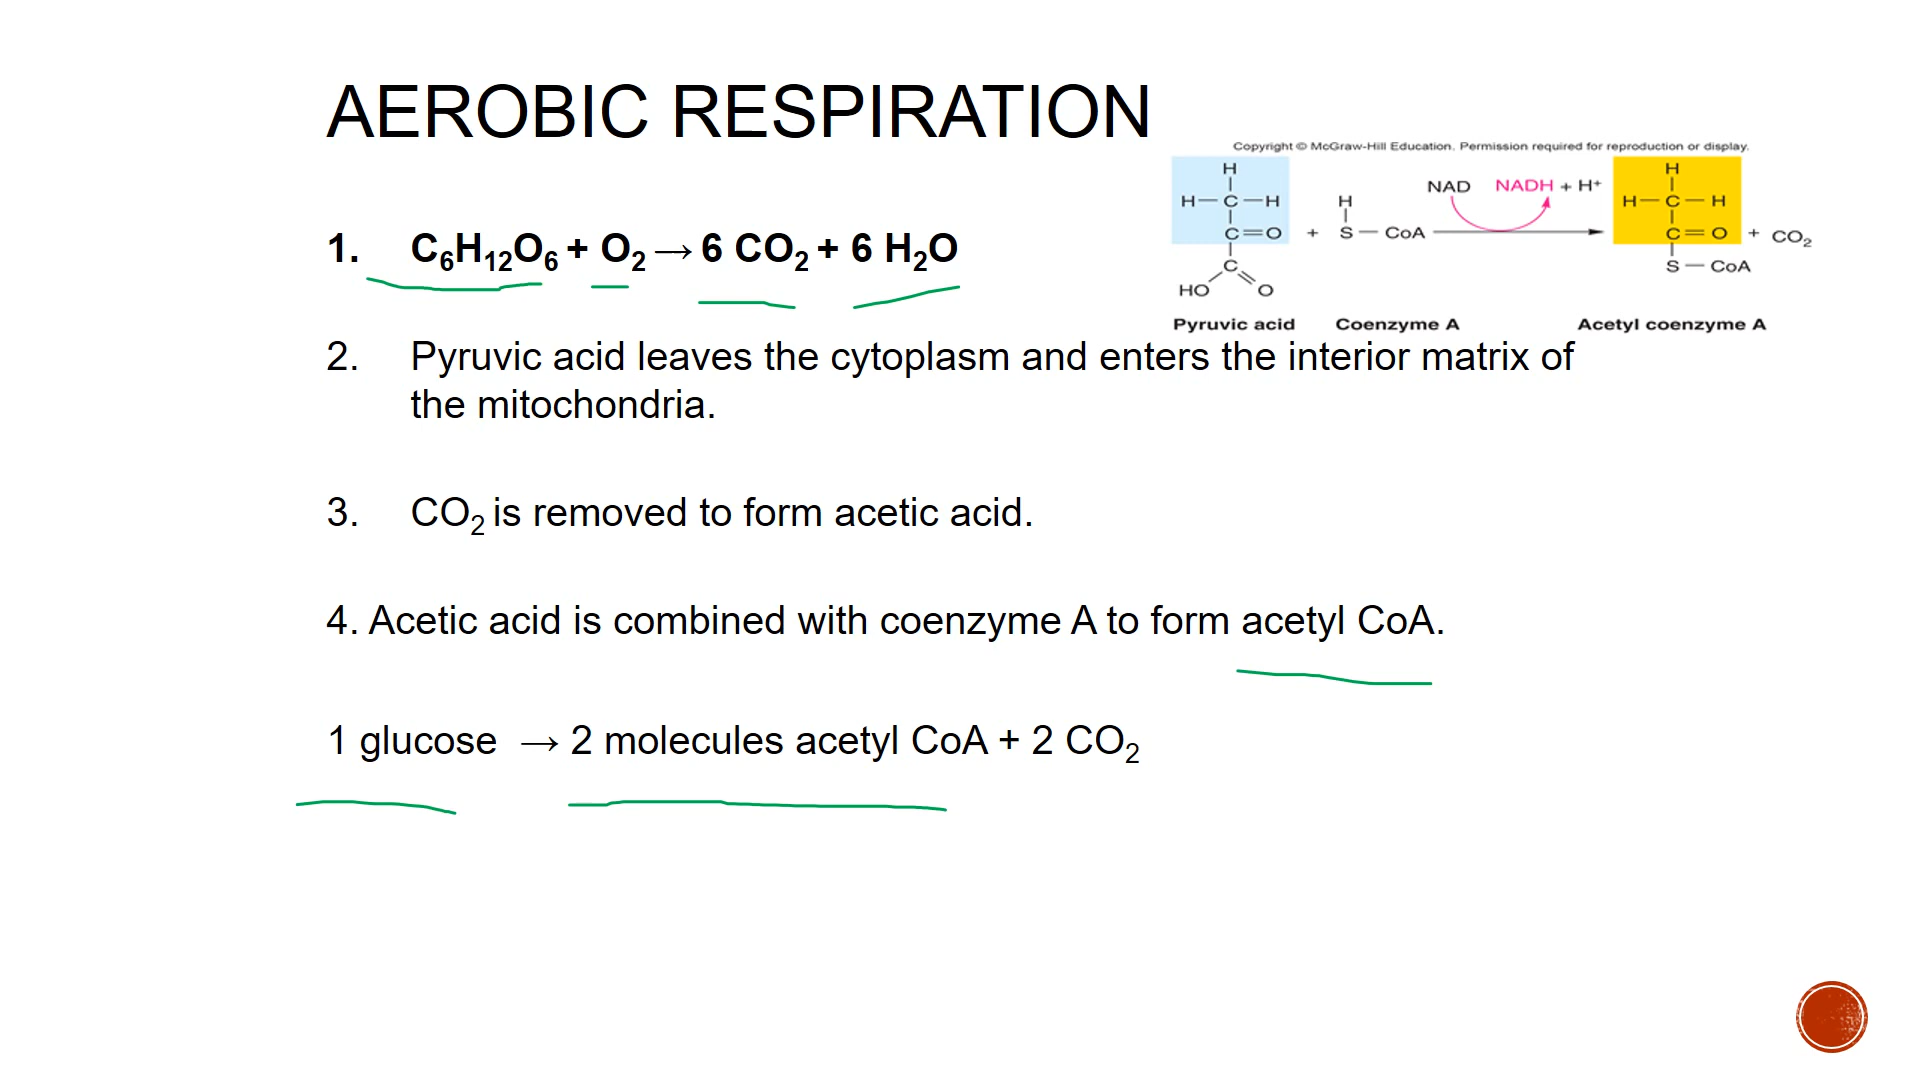 AEROBIC RESPIRATION
Copyright © McGraw-Hill Education. Permission required for reproduction or display.
H
H—C—H
C=O
C
HO O
+
H
S—CoA
NAD NADH + H⁺
H
H—C—H
C=O
S—CoA
+ CO₂
Pyruvic acid Coenzyme A Acetyl coenzyme A
1. C₆H₁₂O₆ + O₂ → 6 CO₂ + 6 H₂O
2. Pyruvic acid leaves the cytoplasm and enters the interior matrix of
the mitochondria.
3. CO₂ is removed to form acetic acid.
4. Acetic acid is combined with coenzyme A to form acetyl CoA.
1 glucose → 2 molecules acetyl CoA + 2 CO₂